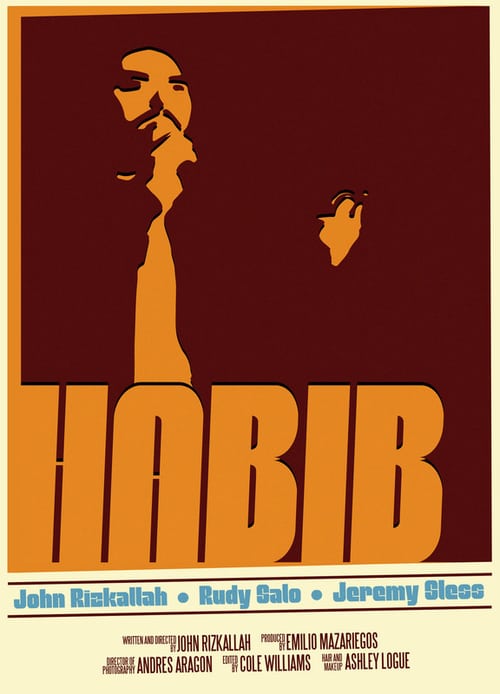 HABIB
John Rizkallah • Rudy Salo • Jeremy Sless
WRITTEN AND DIRECTED BY JOHN RIZKALLAH PRODUCED BY EMILIO MAZARIEGOS
DIRECTOR OF PHOTOGRAPHY ANDRES ARAGON EDITED BY COLE WILLIAMS HAIR AND MAKEUP ASHLEY LOGUE